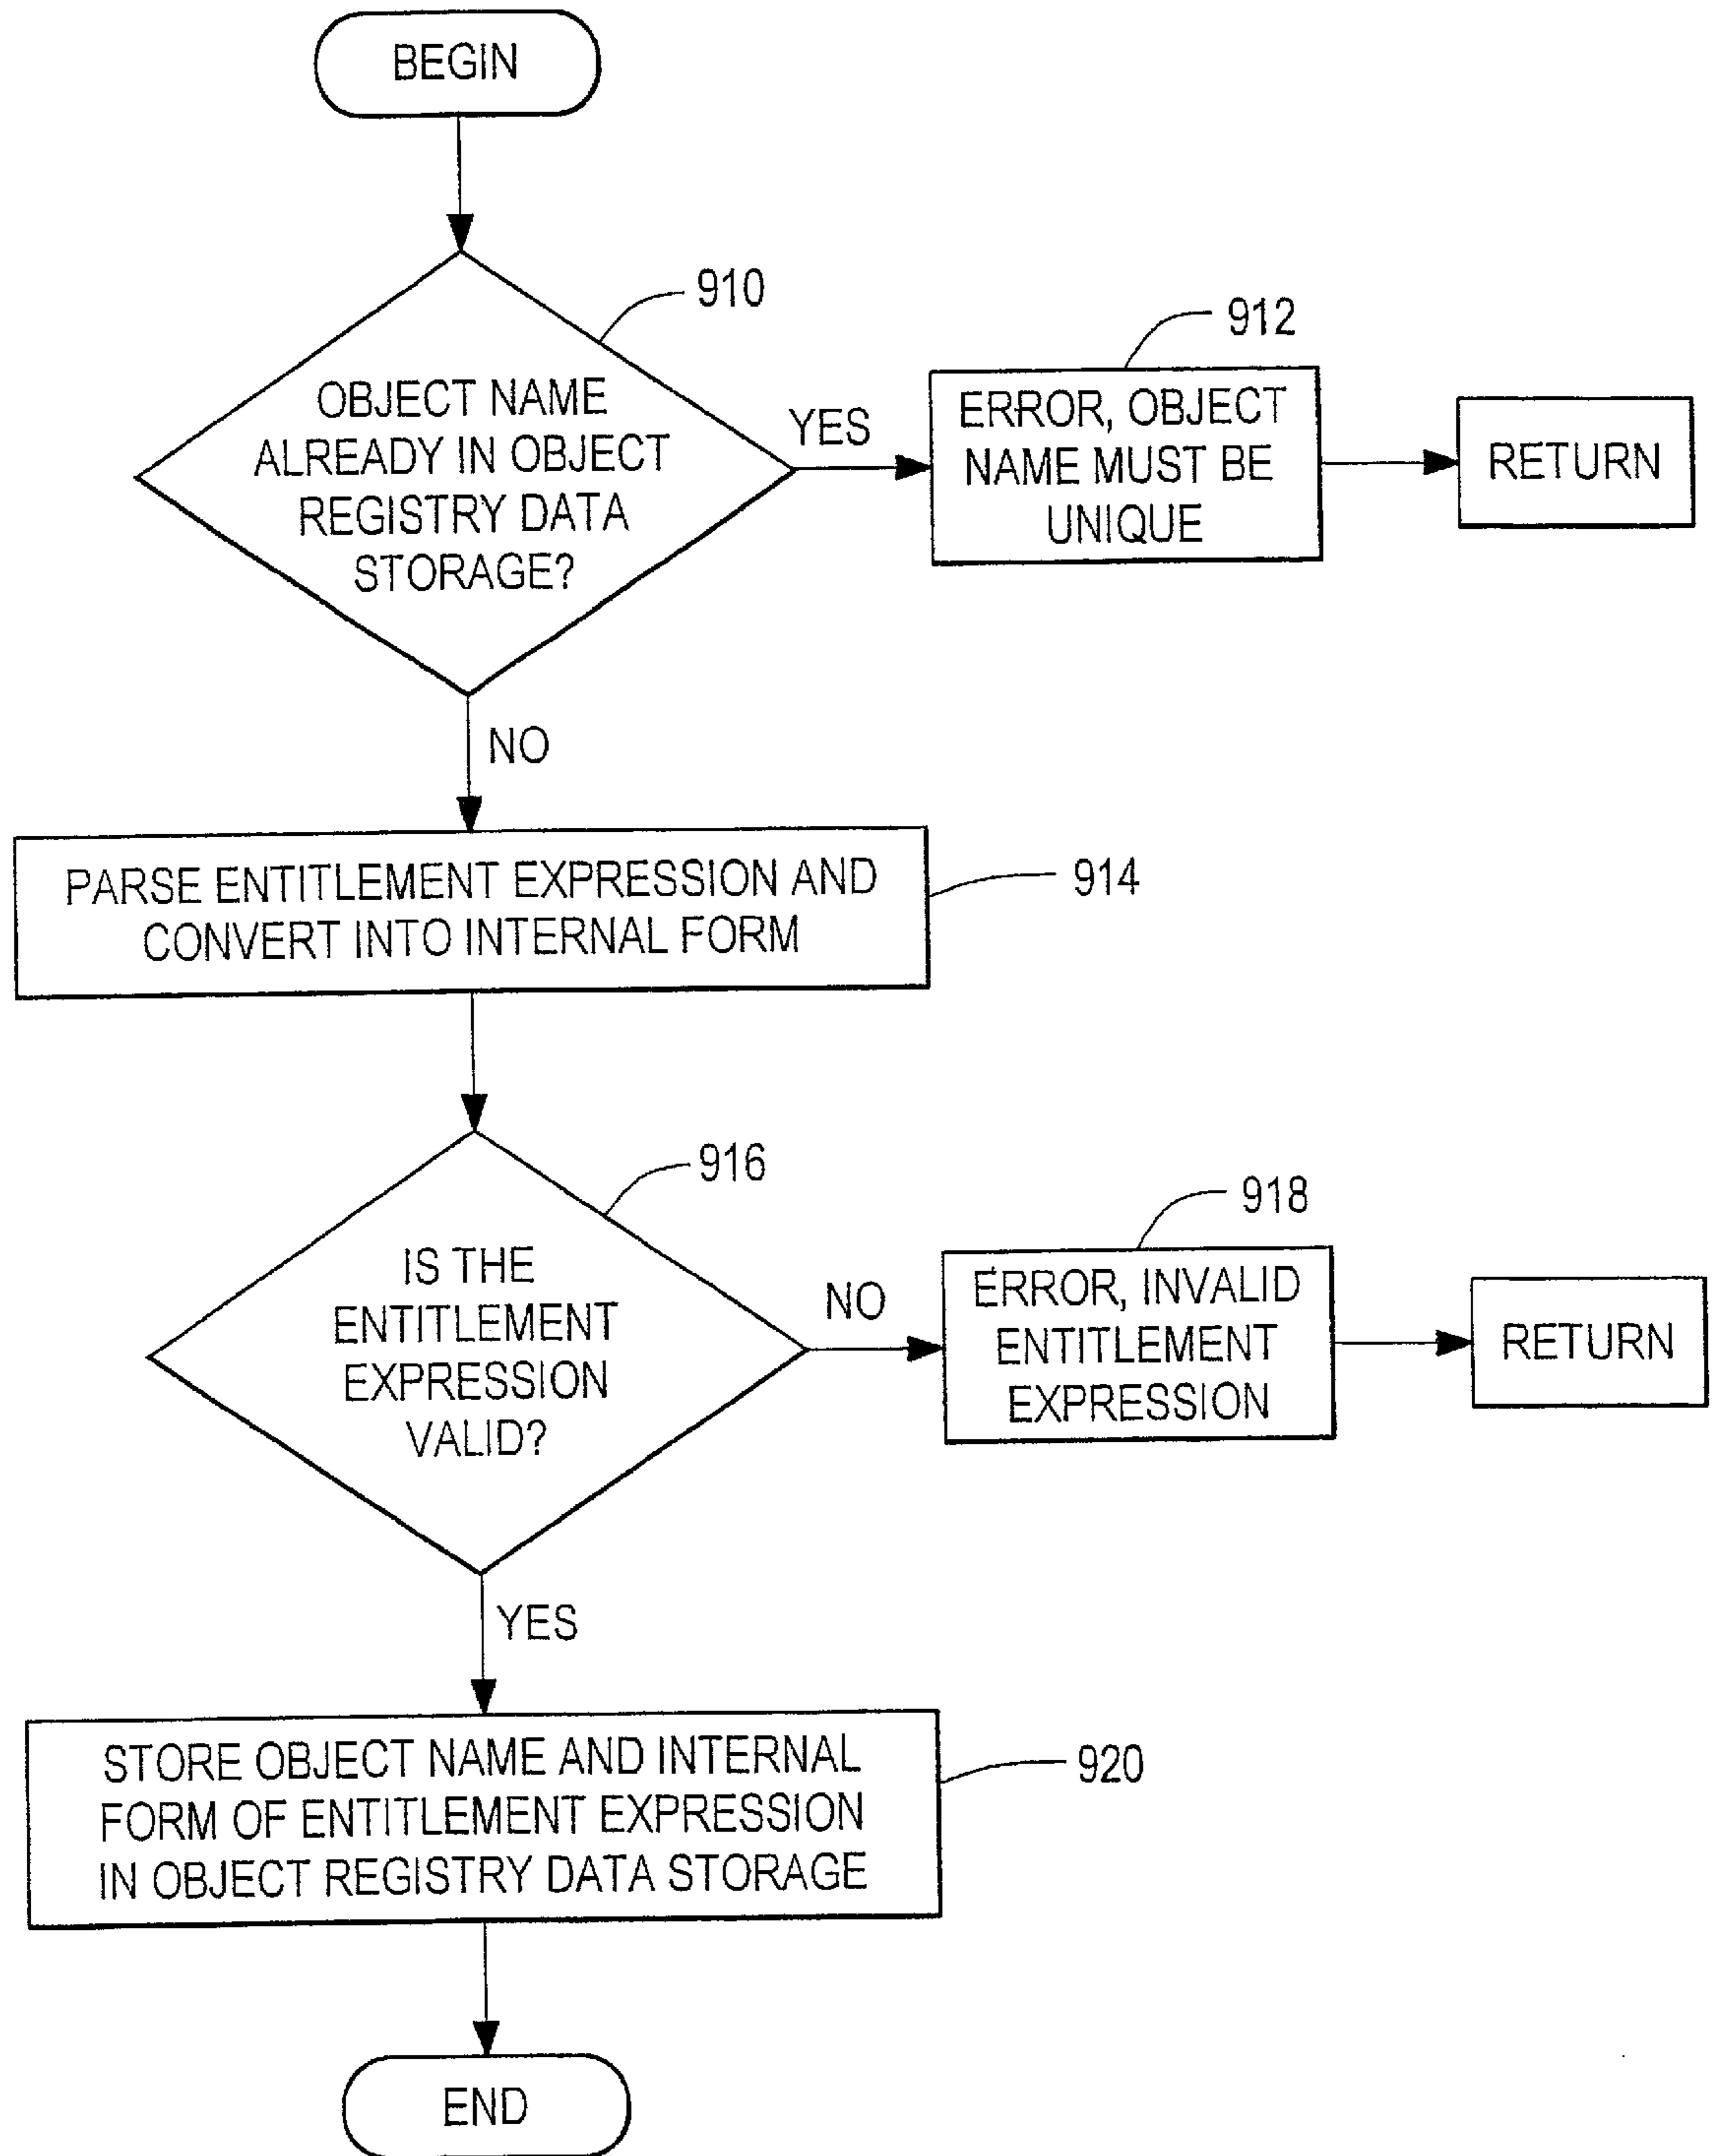 BEGIN
910
OBJECT NAME
ALREADY IN OBJECT
REGISTRY DATA
STORAGE?
YES
912
ERROR, OBJECT
NAME MUST BE
UNIQUE
RETURN
NO
PARSE ENTITLEMENT EXPRESSION AND
CONVERT INTO INTERNAL FORM
914
916
IS THE
ENTITLEMENT
EXPRESSION
VALID?
NO
918
ERROR, INVALID
ENTITLEMENT
EXPRESSION
RETURN
YES
STORE OBJECT NAME AND INTERNAL
FORM OF ENTITLEMENT EXPRESSION
IN OBJECT REGISTRY DATA STORAGE
920
END